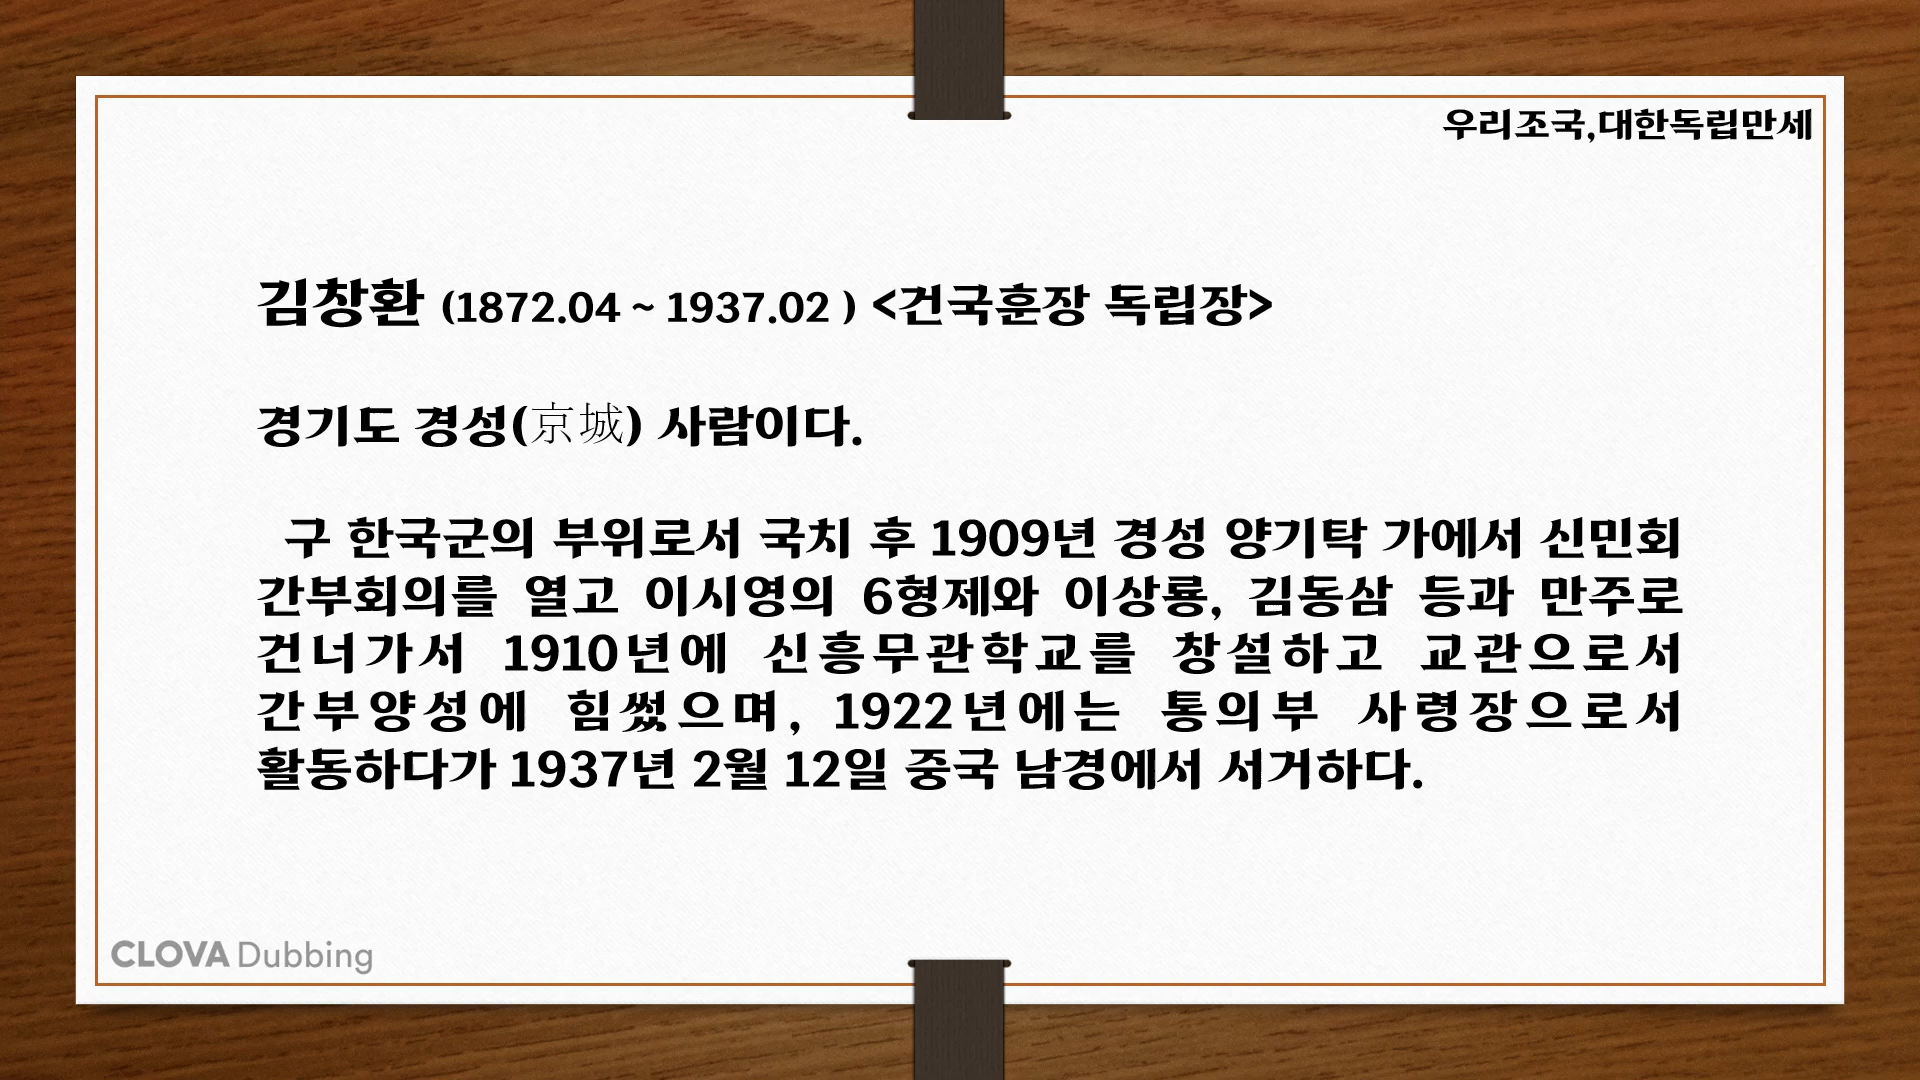 우리조국,대한독립만세
김창환 (1872.04 ~ 1937.02 ) <건국훈장 독립장>
경기도 경성(京城) 사람이다.
구 한국군의 부위로서 국치 후 1909년 경성 양기탁 가에서 신민회
간부회의를 열고 이시영의 6형제와 이상룡, 김동삼 등과 만주로
건너가서 1910년에 신흥무관학교를 창설하고 교관으로서
간부양성에 힘썼으며, 1922년에는 통의부 사령장으로서
활동하다가 1937년 2월 12일 중국 남경에서 서거하다.
CLOVA Dubbing